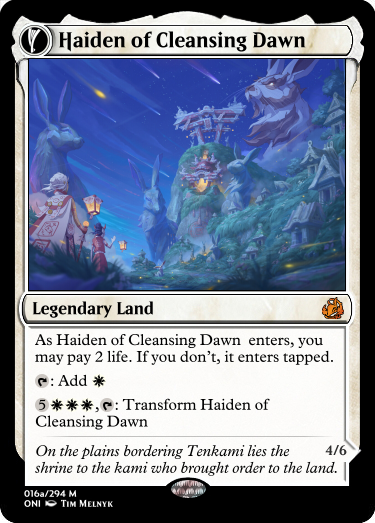 Haiden of Cleansing Dawn
Legendary Land
As Haiden of Cleansing Dawn enters, you
may pay 2 life. If you don't, it enters tapped.
: Add
5 , : Transform Haiden of
Cleansing Dawn
On the plains bordering Tenkami lies the
shrine to the kami who brought order to the land.
4/6
016a/294 M
ONI Tim Melnyk